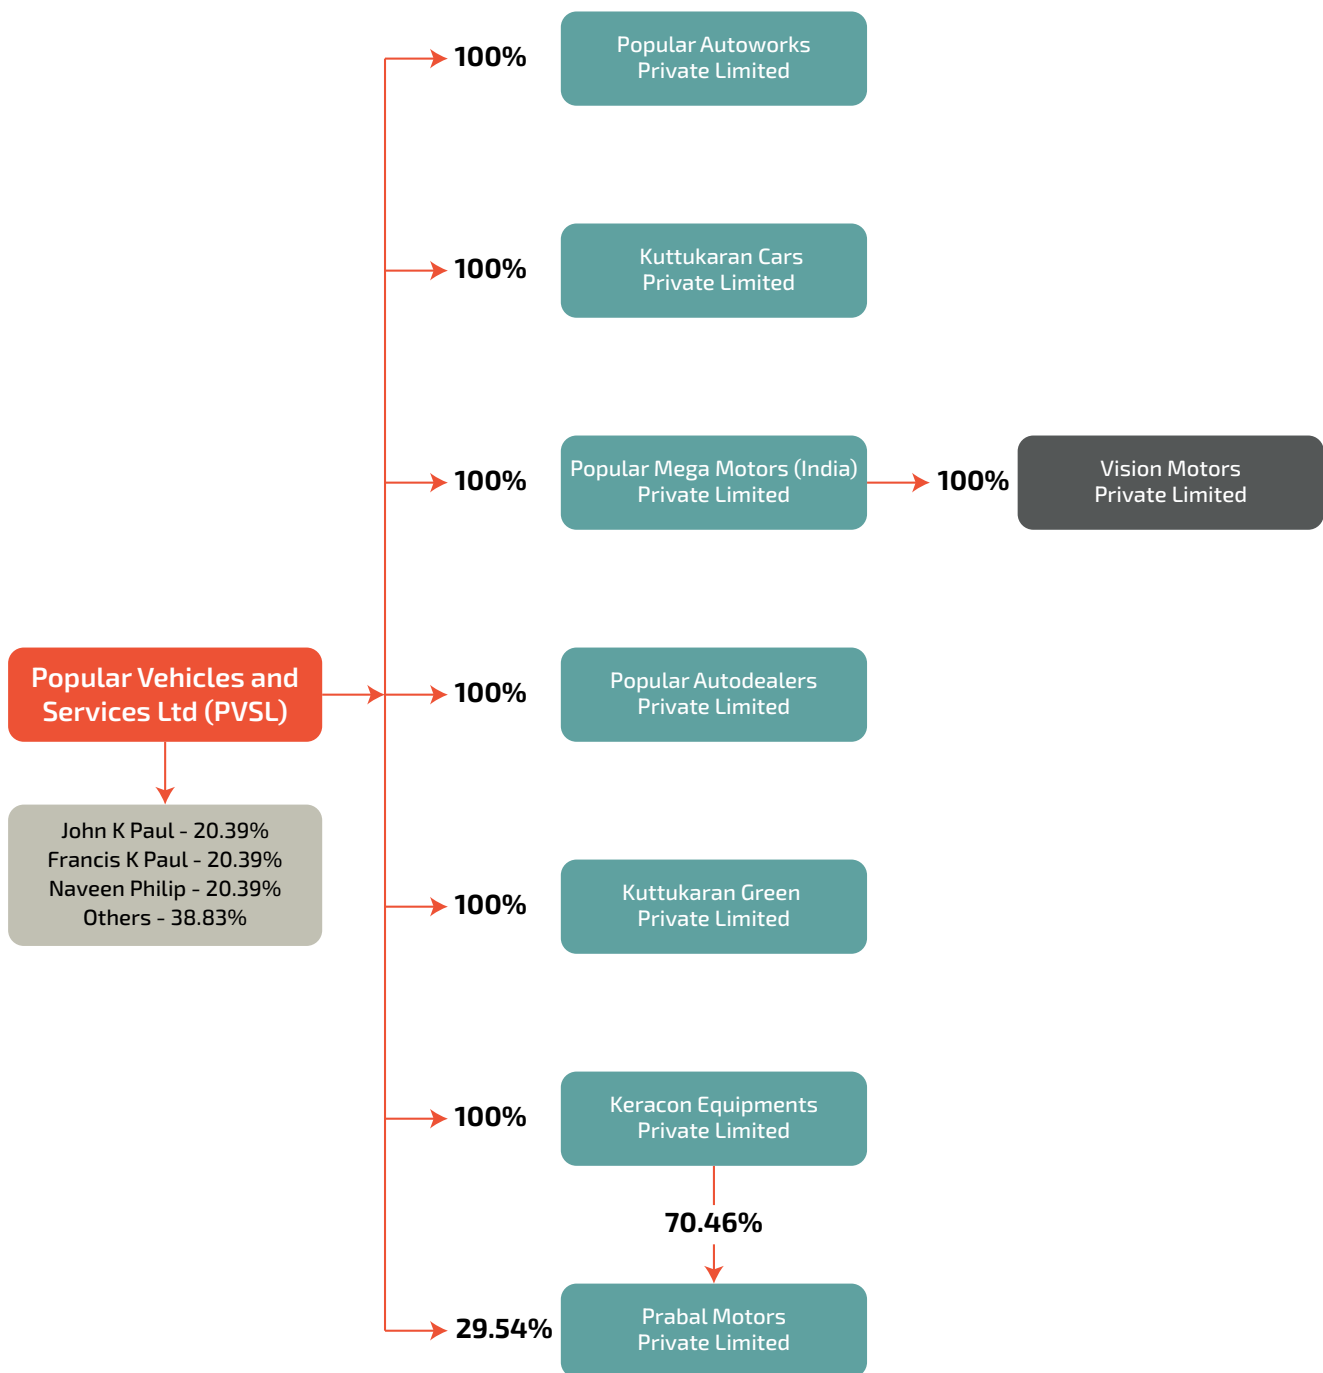 100%
Popular Autoworks
Private Limited
100%
Kuttukaran Cars
Private Limited
100%
Popular Mega Motors (India)
Private Limited
100%
Vision Motors
Private Limited
Popular Vehicles and
Services Ltd (PVSL)
100%
Popular Autodealers
Private Limited
John K Paul - 20.39%
Francis K Paul - 20.39%
Naveen Philip - 20.39%
Others - 38.83%
100%
Kuttukaran Green
Private Limited
100%
Keracon Equipments
Private Limited
70.46%
29.54%
Prabal Motors
Private Limited